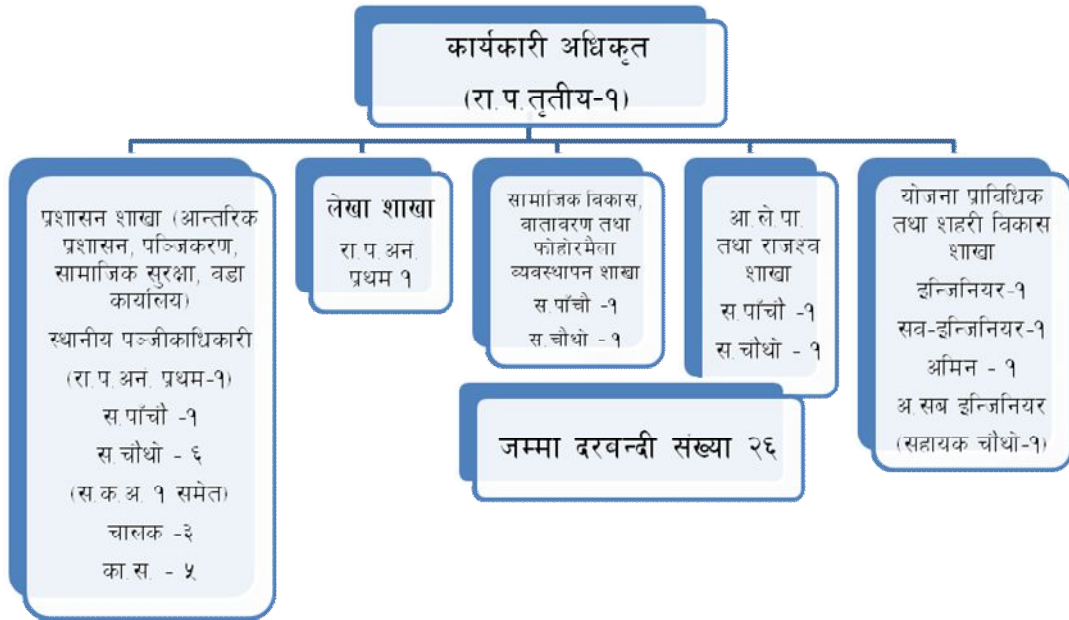 कार्यकारी अधिकृत
(रा.प.तृतीय-१)
प्रशासन शाखा (आन्तरिक
प्रशासन, पञ्जिकरण,
सामाजिक सुरक्षा, वडा
कार्यालय)
स्थानीय पञ्जीकाधिकारी
(रा.प.अनं. प्रथम-१)
स.पाँचौ -१
स.चौथो - ६
(स.क.अ. १ समेत)
चालक -३
का.स. - ५
लेखा शाखा
रा.प.अनं.
प्रथम १
सामाजिक विकास,
वातावरण तथा
फोहोरमैला
व्यवस्थापन शाखा
स.पाँचौ -१
स.चौथो -१
आ.ले.पा.
तथा राजश्व
शाखा
स.पाँचौ -१
स.चौथो - १
योजना प्राविधिक
तथा शहरी विकास
शाखा
इन्जिनियर-१
सव-इन्जिनियर-१
अमिन - १
अ.सब इन्जिनियर
(सहायक चौथो-१)
जम्मा दरवन्दी संख्या २६